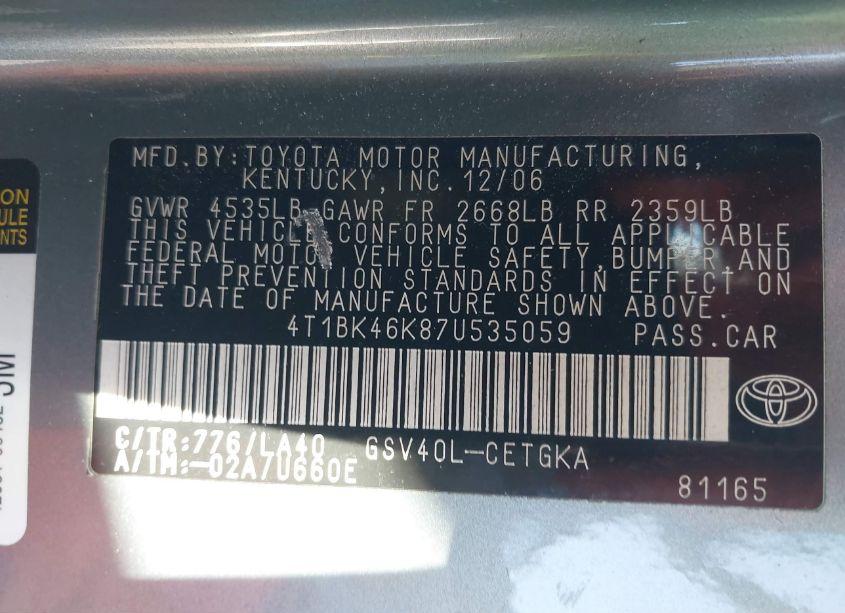 MFD.BY:TOYOTA MOTOR MANUFACTURING,
KENTUCKY,INC.12/06
GVWR 4535LB GAWR FR 2668LB RR 2359LB
THIS VEHICLE CONFORMS TO ALL APPLICABLE
FEDERAL MOTOR VEHICLE SAFETY,BUMPER,AND
THEFT PREVENTION STANDARDS IN EFFECT ON
THE DATE OF MANUFACTURE SHOWN ABOVE.
4T1BK46K87U535059 PASS.CAR
C/TR:776/LA40 GSV40L-CETGKA
A/TM:-02A/U660E
81165